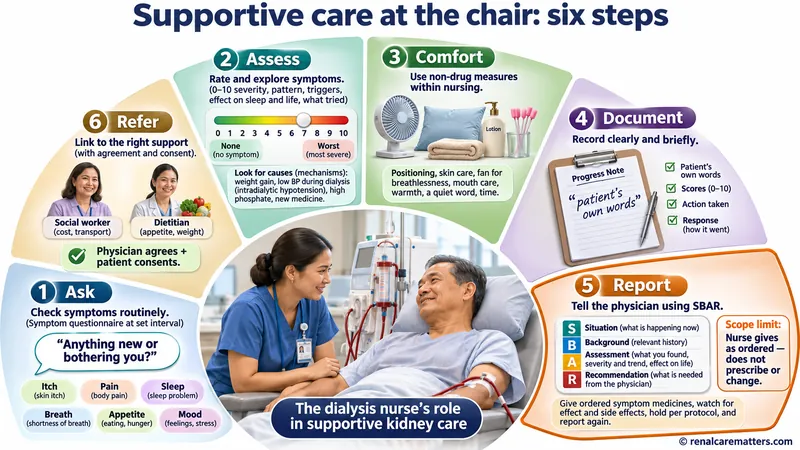 Supportive care at the chair: six steps
1 Ask
Check symptoms routinely.
(Symptom questionnaire at set interval)
“Anything new or
bothering you?”
Itch
(skin itch)
Pain
(body pain)
Sleep
(sleep problem)
Breath
(shortness of breath)
Appetite
(eating, hunger)
Mood
(feelings, stress)
2 Assess
Rate and explore symptoms.
(0–10 severity, pattern, triggers,
effect on sleep and life, what tried)
0 1 2 3 4 5 6 7 8 9 10
None
(no symptom)
Worst
(most severe)
Look for causes (mechanisms):
weight gain, low BP during dialysis
(intradialytic hypotension), high
phosphate, new medicine.
3 Comfort
Use non-drug measures
within nursing.
Lotion
Positioning, skin care, fan for
breathlessness, mouth care,
warmth, a quiet word, time.
4 Document
Record clearly and briefly.
Progress Note
“patient’s
own words”
Patient’s
own words
Scores (0–10)
Action taken
Response
(how it went)
5 Report
Tell the physician using SBAR.
S Situation (what is happening now)
B Background (relevant history)
A Assessment (what you found,
severity and trend, effect on life)
R Recommendation (what is needed
from the physician)
Scope limit:
Nurse gives
as ordered —
does not
prescribe or
change.
Give ordered symptom medicines, watch for
effect and side effects, hold per protocol, and
report again.
6 Refer
Link to the right support
(with agreement and consent).
Social worker
(cost, transport)
Dietitian
(appetite, weight)
Physician agrees +
patient consents.
The dialysis nurse’s role
in supportive kidney care
© renalcarematters.com